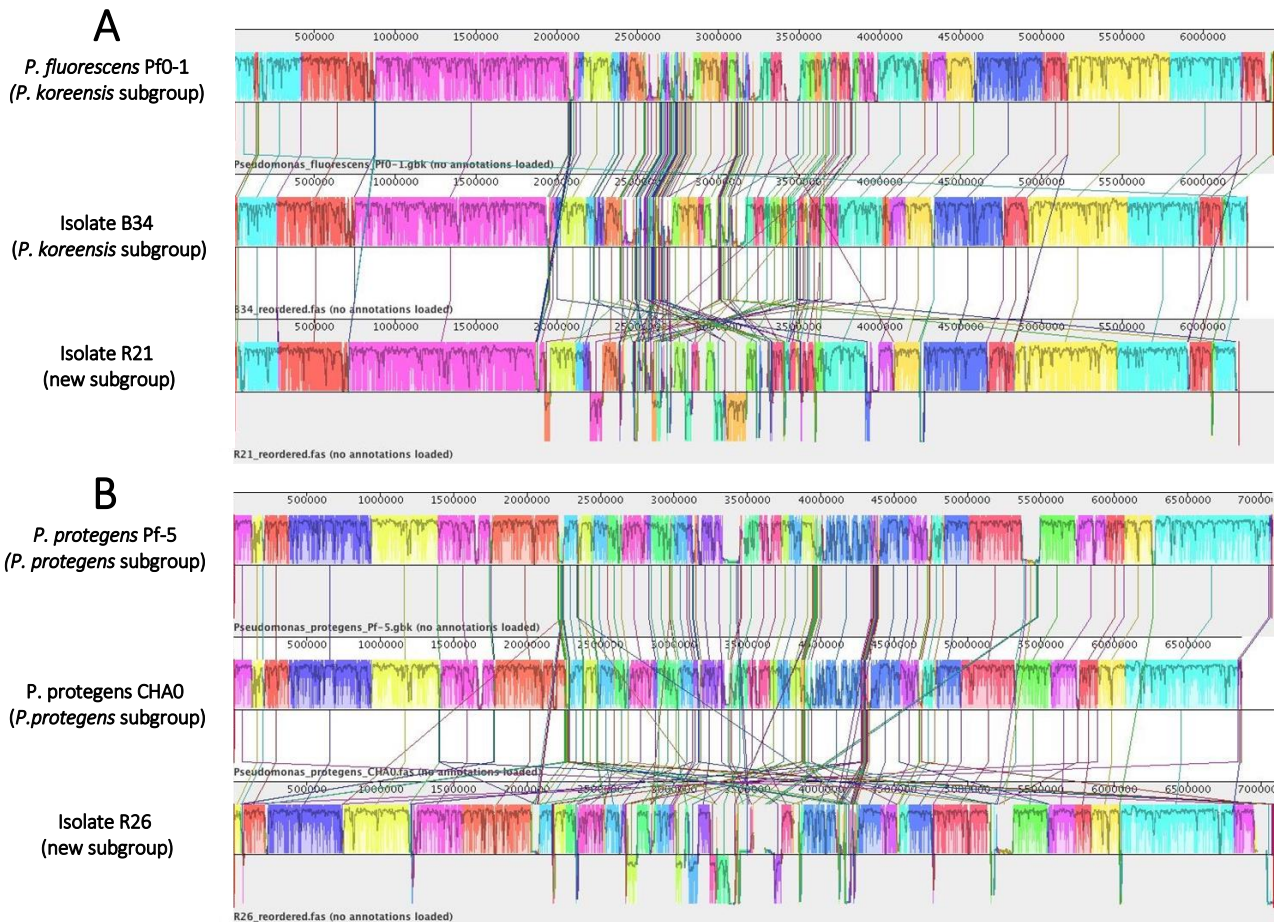 A
500000 1000000 1500000 2000000 2500000 3000000 3500000 4000000 4500000 5000000 5500000 6000000
P. fluorescens Pf0-1
(P. koreensis subgroup)
Pseudomonas_fluorescens_Pf0-1.gbk (no annotations loaded)
500000 1000000 1500000 2000000 2500000 3000000 3500000 4000000 4500000 5000000 5500000 6000000
Isolate B34
(P. koreensis subgroup)
B34_reordered.fas (no annotations loaded)
500000 1000000 1500000 2000000 3500000 4000000 4500000 5000000 5500000 6000000
Isolate R21
(new subgroup)
R21_reordered.fas (no annotations loaded)
B
500000 1000000 1500000 2000000 2500000 3000000 3500000 4000000 4500000 5000000 5500000 6000000 6500000
P. protegens Pf-5
(P. protegens subgroup)
Pseudomonas_protegens_Pf-5.gbk (no annotations loaded)
500000 1000000 1500000 2000000 2500000 3000000 3500000 4000000 4500000 5000000 5500000 6000000 6500000
P. protegens CHA0
(P.protegens subgroup)
Pseudomonas_protegens_CHA0.fas (no annotations loaded)
500000 1000000 1500000 2000000 2500000 4000000 5000000 5500000 6000000 6500000
Isolate R26
(new subgroup)
R26_reordered.fas (no annotations loaded)